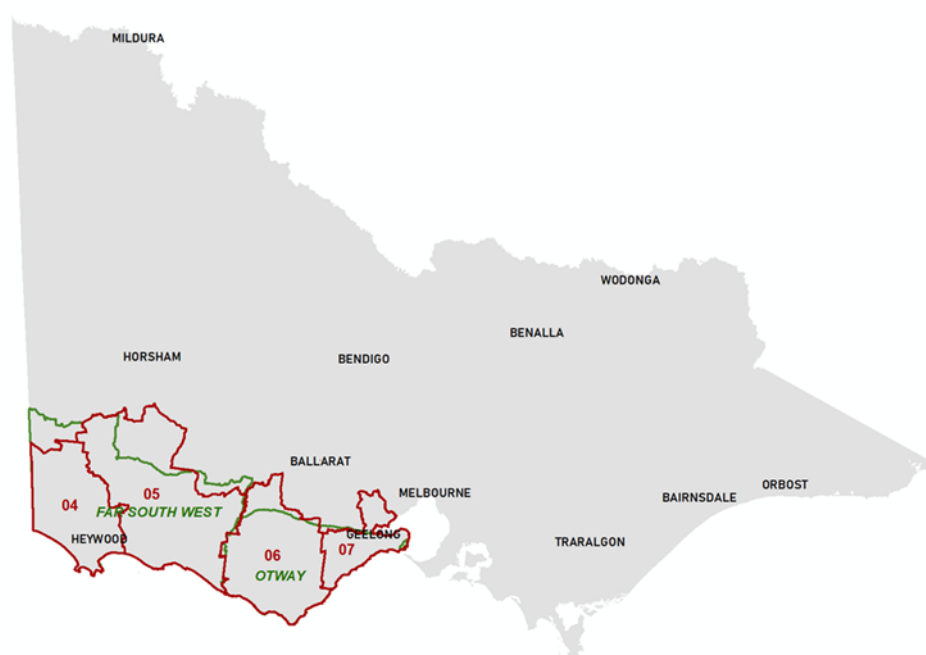 MILDURA
WODONGA
BENALLA
HORSHAM
BENDIGO
BALLARAT
MELBOURNE
ORBOST
BAIRNSDALE
05
04
FAR SOUTH WEST
GEELONG
HEYWOOD
TRARALGON
07
06
OTWAY